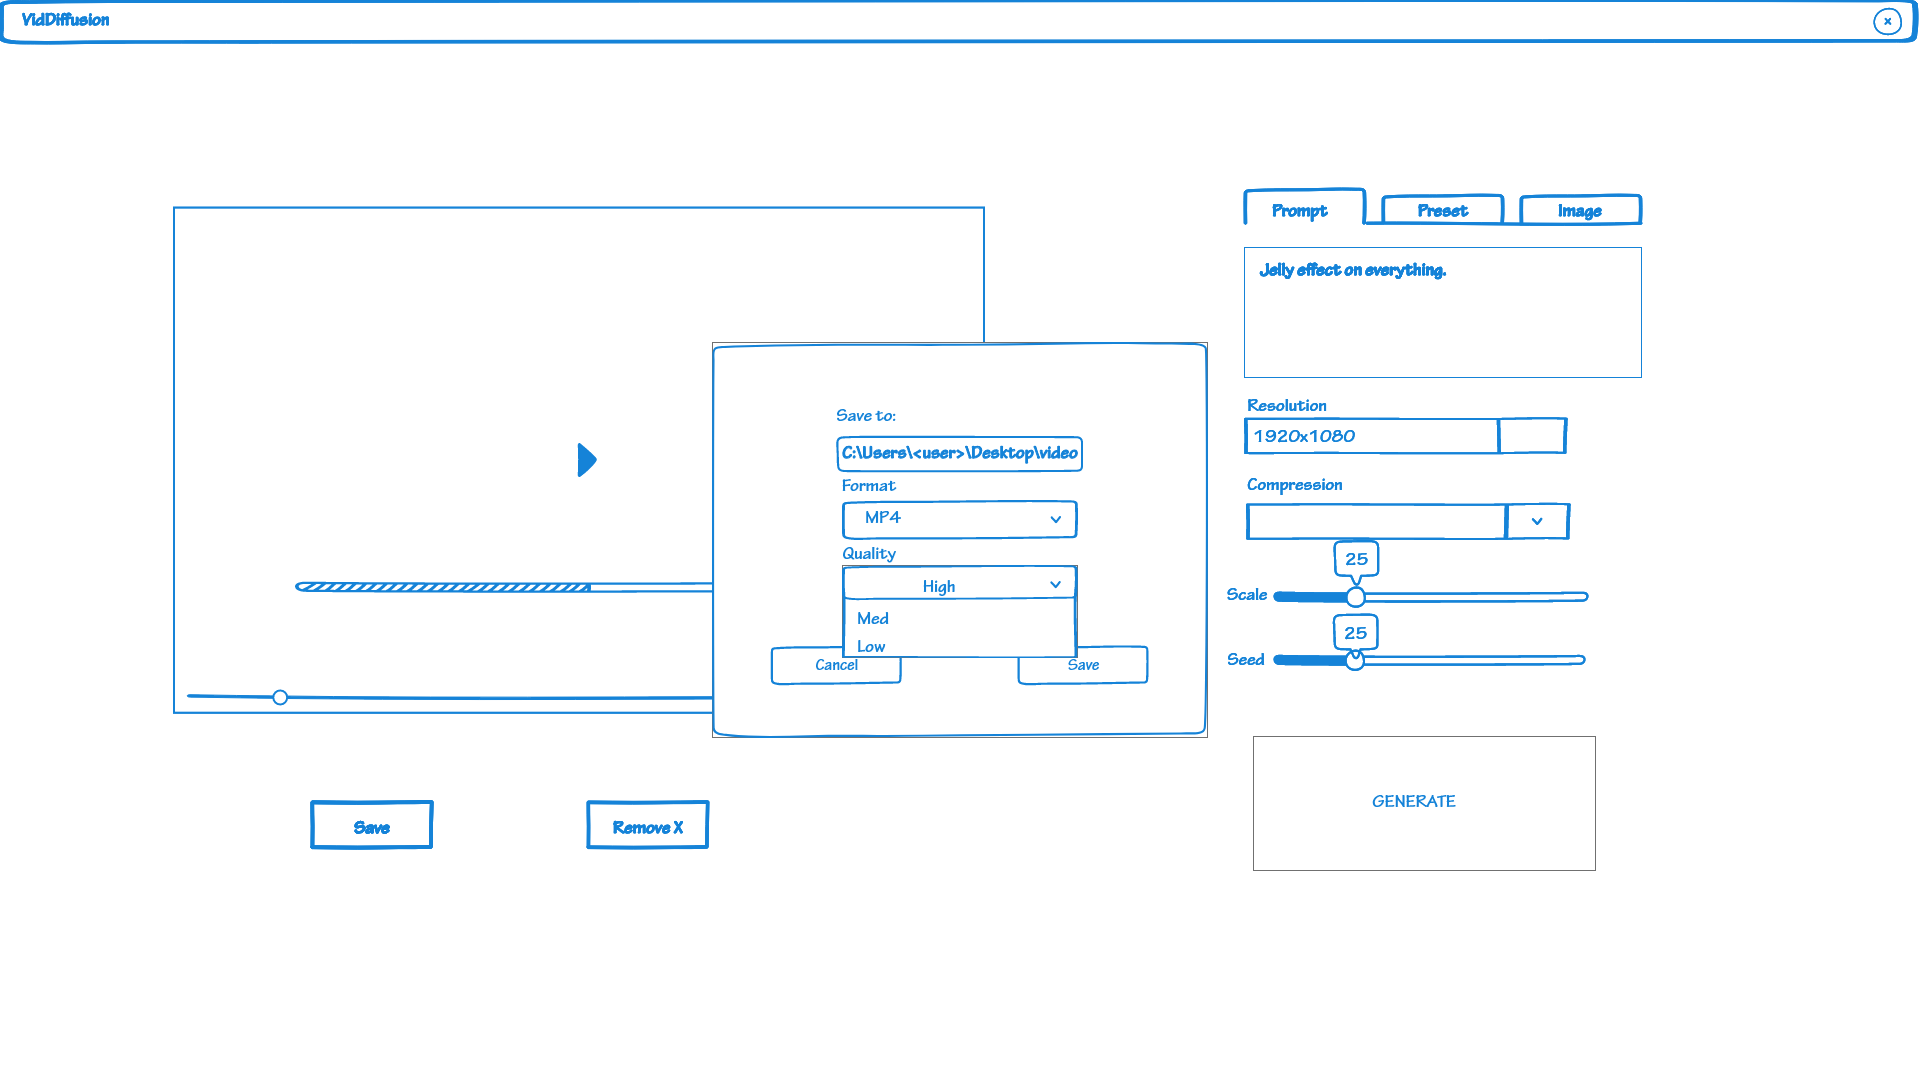 VidDiffusion
Prompt
Preset
Image
Jelly effect on everything.
Resolution
1920x1080
Compression
25
Scale
25
Seed
GENERATE
Save to:
C:\Users\<user>\Desktop\video
Format
MP4
Quality
High
Med
Low
Cancel
Save
Save
Remove X